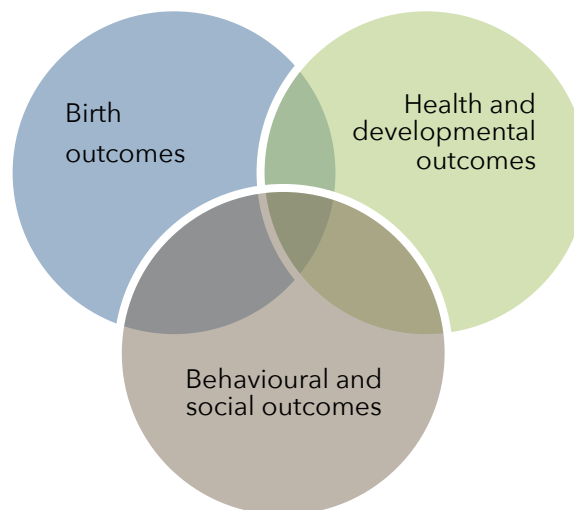 Birth
outcomes
Health and
developmental
outcomes
Behavioural and
social outcomes